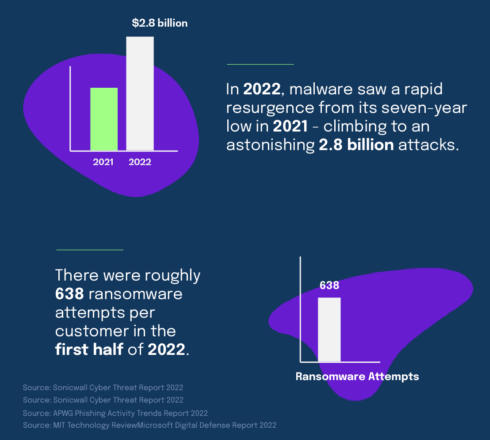 $2.8 billion
2021 2022
In 2022, malware saw a rapid
resurgence from its seven-year
low in 2021 - climbing to an
astonishing 2.8 billion attacks.
There were roughly
638 ransomware
attempts per
customer in the
first half of 2022.
638
Ransomware Attempts
Source: Sonicwall Cyber Threat Report 2022
Source: Sonicwall Cyber Threat Report 2022
Source: APWG Phishing Activity Trends Report 2022
Source: MIT Technology ReviewMicrosoft Digital Defense Report 2022